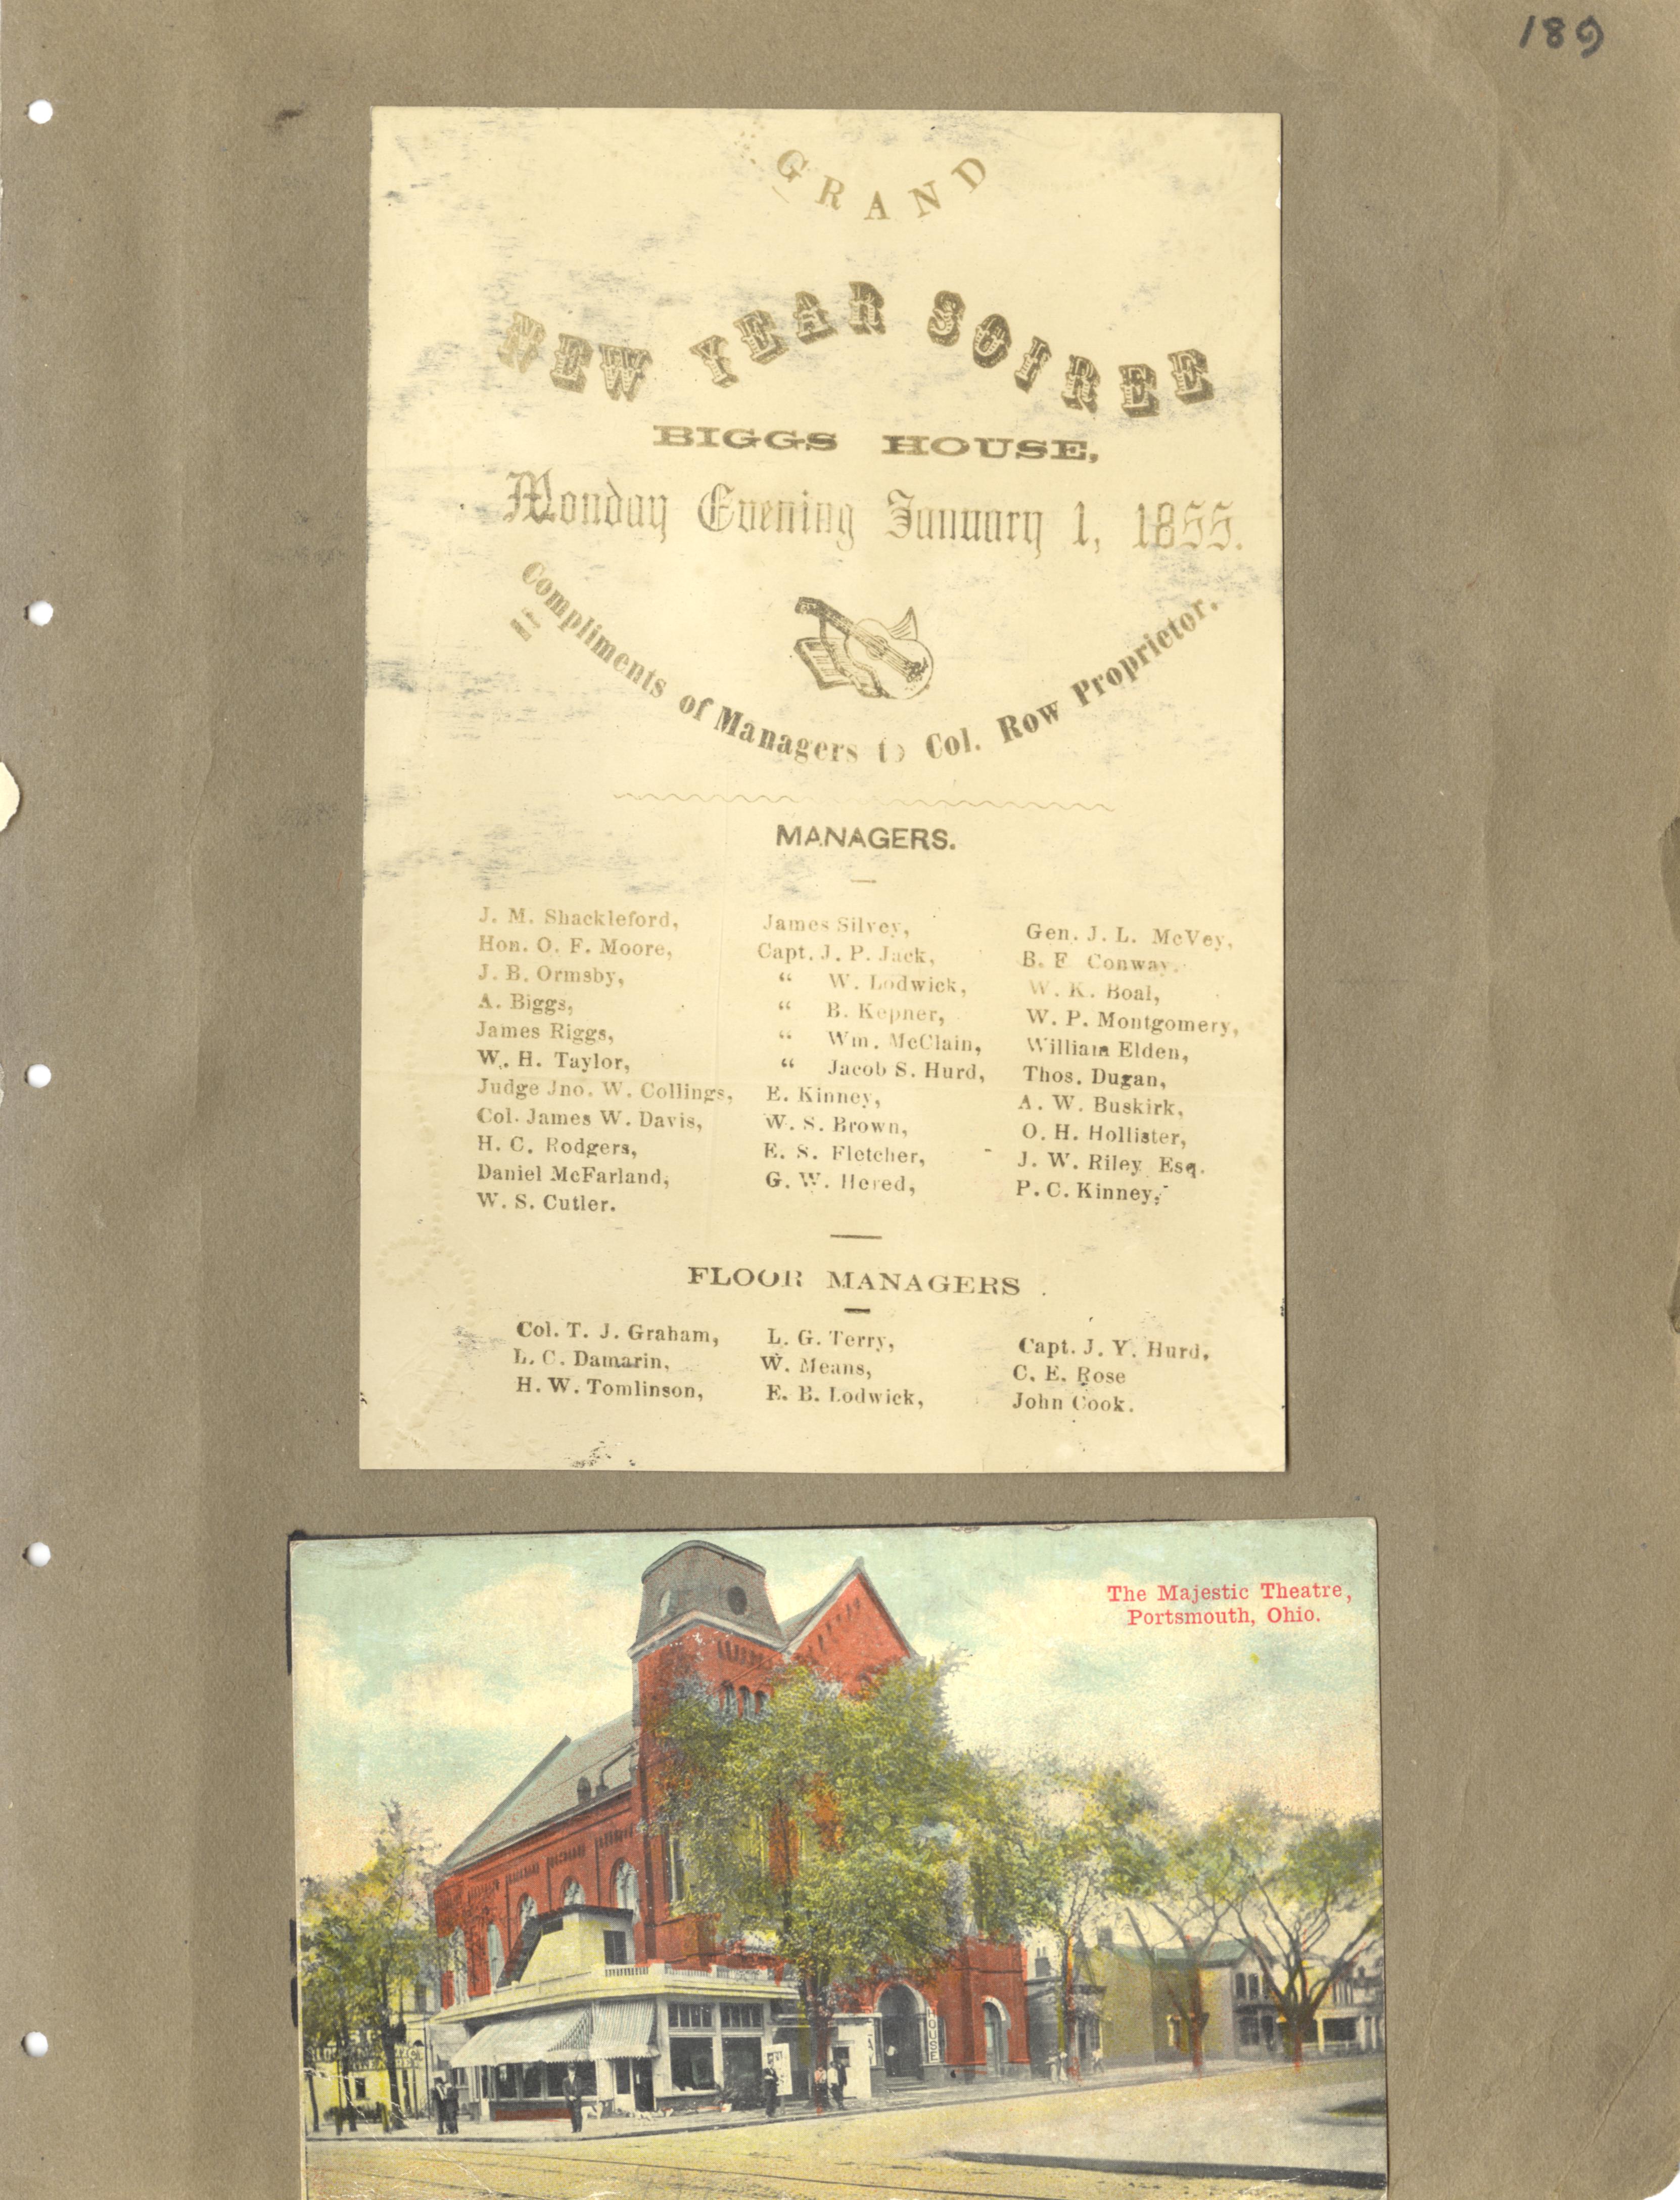 189
GRAND
NEW YEAR SOIREE
BIGGS HOUSE,
Monday Evening January 1, 1855.
Compliments of Managers to Col. Row Proprietor.
MANAGERS.
J. M. Shackleford,
Hon. O. F. Moore,
J. B. Ormsby,
A. Biggs,
James Riggs,
W. H. Taylor,
Judge Jno. W. Collings,
Col. James W. Davis,
H. C. Rodgers,
Daniel McFarland,
W. S. Cutler.
James Silvey,
Capt. J. P. Jack,
“ W. Lodwick,
“ B. Kepner,
“ Wm. McClain,
“ Jacob S. Hurd,
E. Kinney,
W. S. Brown,
E. S. Fletcher,
G. W. Hered,
Gen. J. L. McVey,
B. F Conway.
W. K. Boal,
W. P. Montgomery,
William Elden,
Thos. Dugan,
A. W. Buskirk,
O. H. Hollister,
J. W. Riley Esq.
P. C. Kinney,
FLOOR MANAGERS.
Col. T. J. Graham,
L. C. Damarin,
H. W. Tomlinson,
L. G. Terry,
W. Means,
E. B. Lodwick,
Capt. J. Y. Hurd,
C. E. Rose
John Cook.
The Majestic Theatre,
Portsmouth, Ohio.
HOUSE